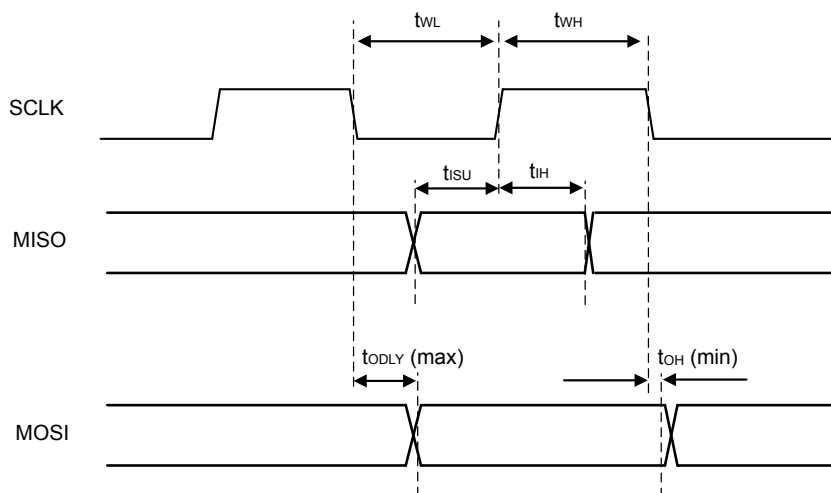 tWL tWH
SCLK
tISU tIH
MISO
tODLY (max) tOH (min)
MOSI